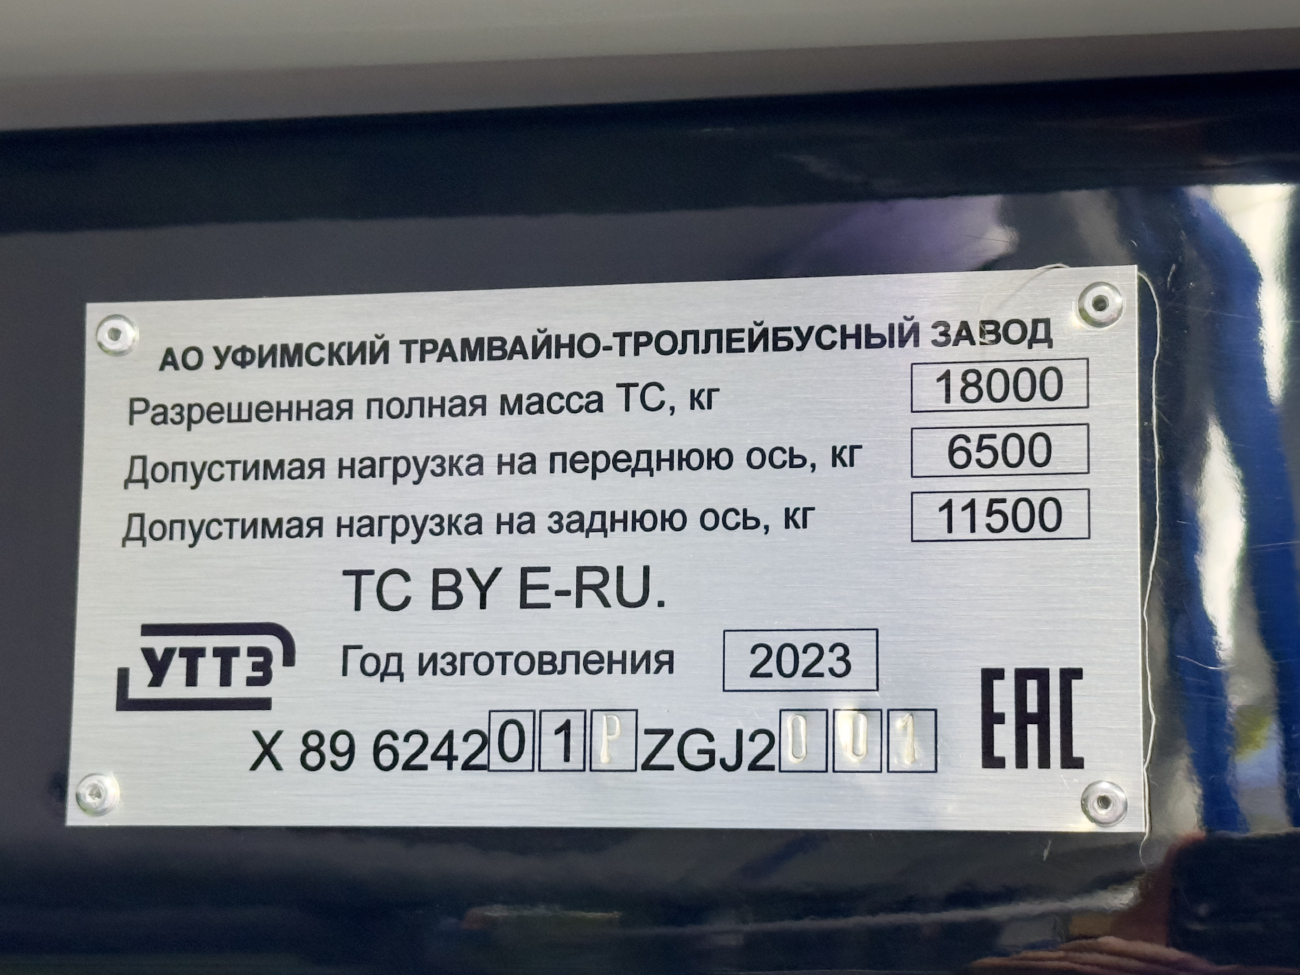 АО УФИМСКИЙ ТРАМВАЙНО-ТРОЛЛЕЙБУСНЫЙ ЗАВОД
Разрешенная полная масса ТС, кг 18000
Допустимая нагрузка на переднюю ось, кг 6500
Допустимая нагрузка на заднюю ось, кг 11500
TC BY E-RU.
УТТЗ
Год изготовления 2023
EAC
X 89 624201PZGJ2001